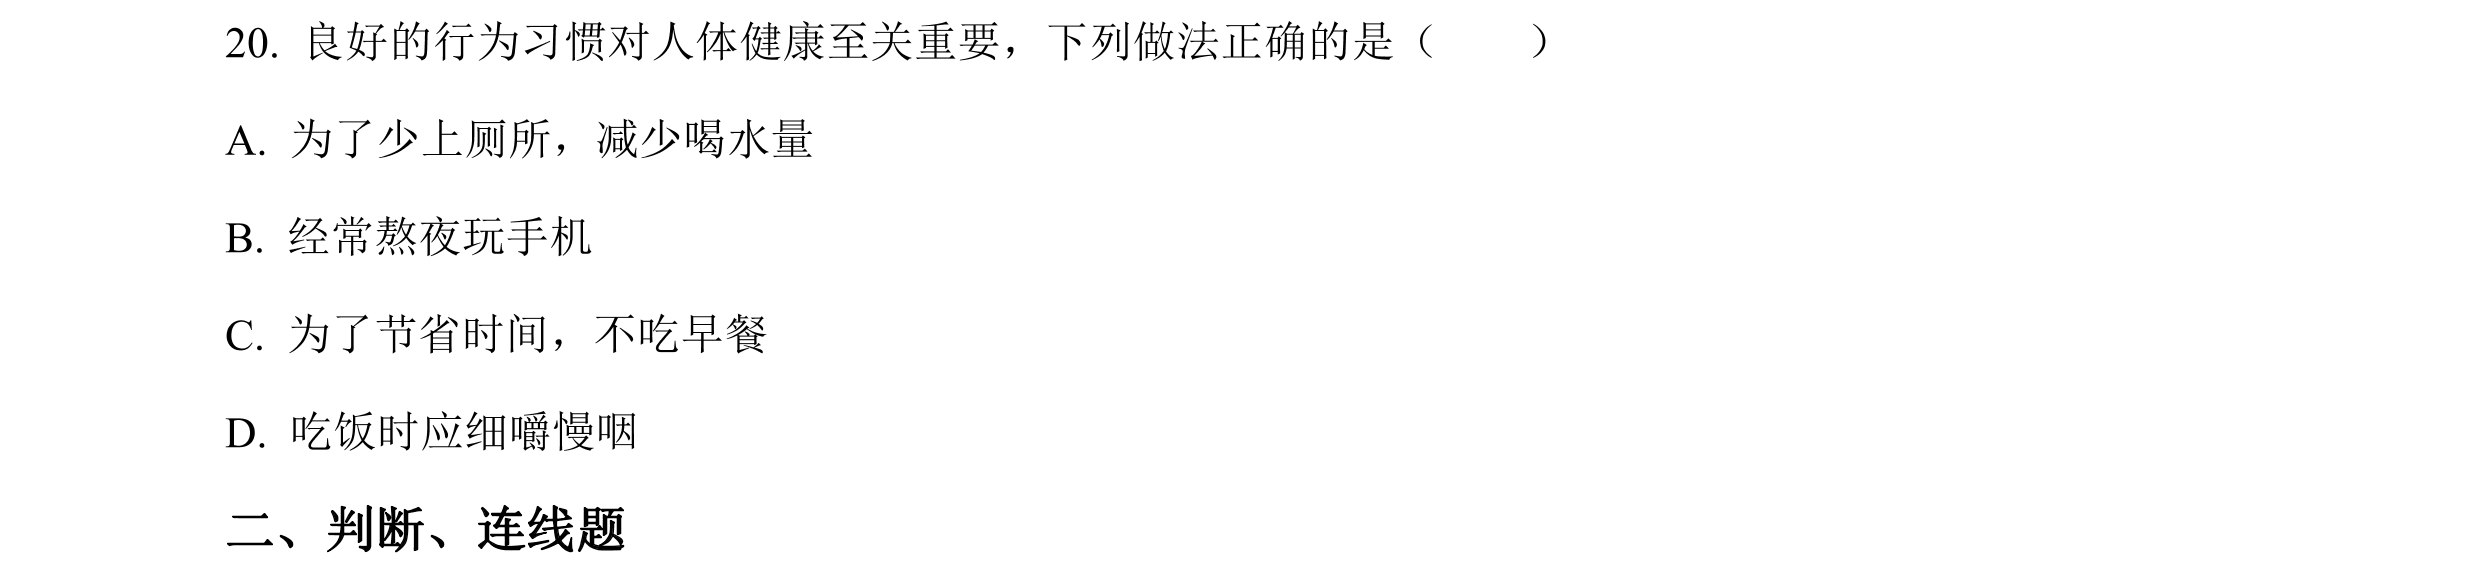 20. 良好的行为习惯对人体健康至关重要，下列做法正确的是（　　）
A. 为了少上厕所，减少喝水量
B. 经常熬夜玩手机
C. 为了节省时间，不吃早餐
D. 吃饭时应细嚼慢咽
二、判断、连线题